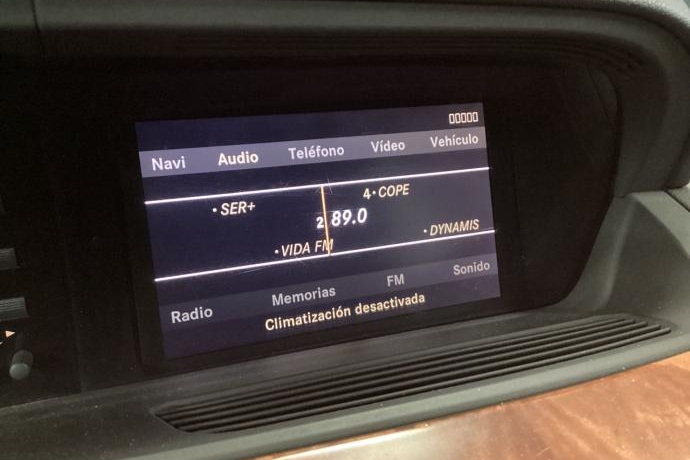 Navi Audio Teléfono Vídeo Vehículo
• SER+ 4• COPE
2 89.0
• VIDA FM • DYNAMIS
Radio Memorias FM Sonido
Climatización desactivada